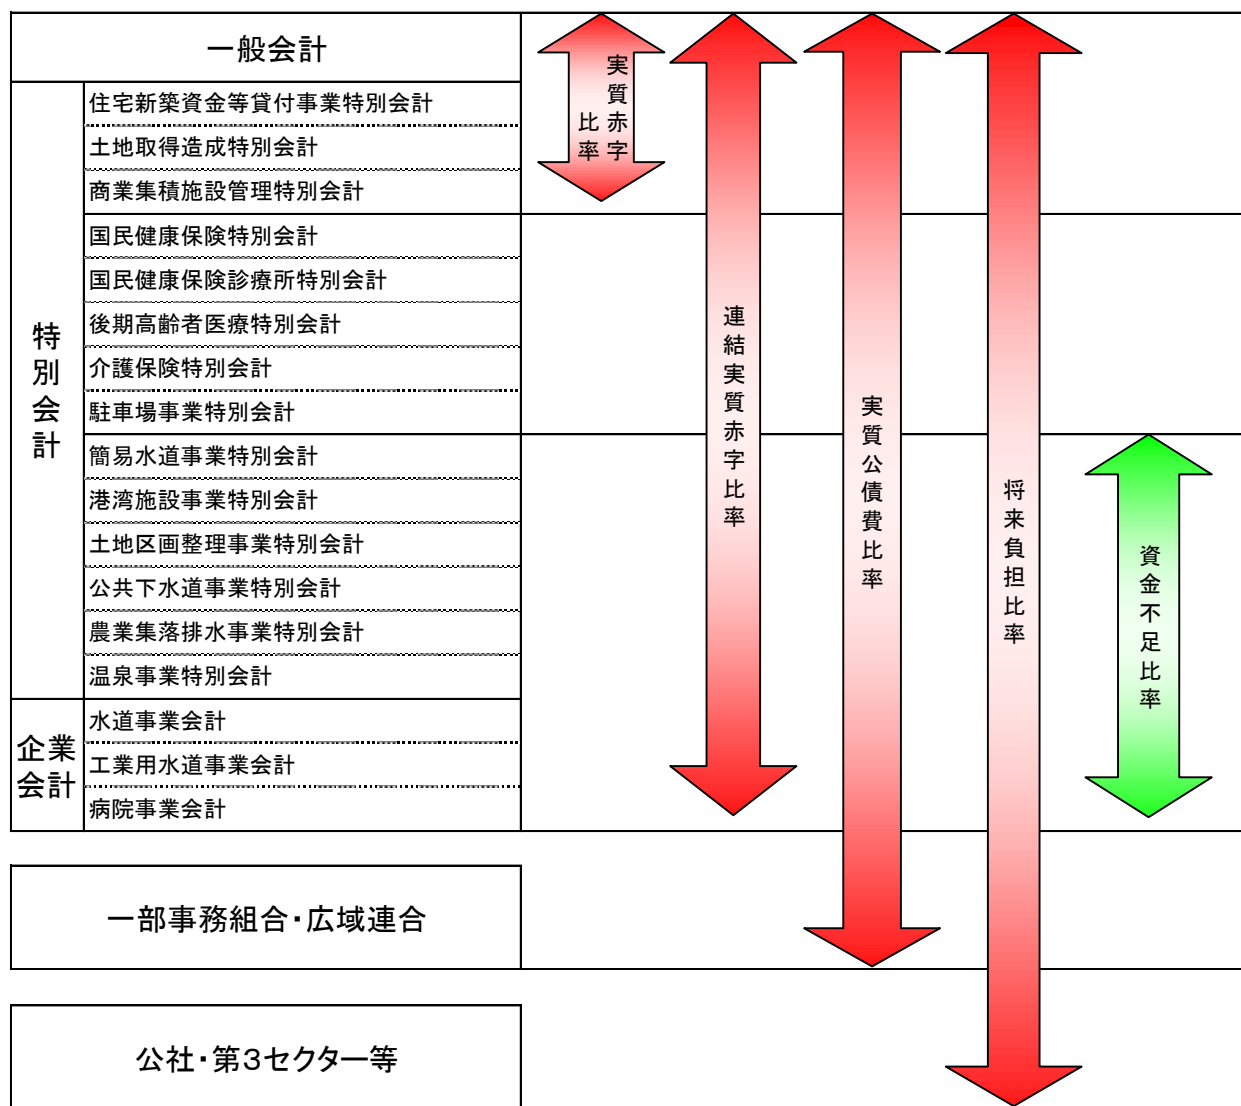 一般会計
特別会計
住宅新築資金等貸付事業特別会計
土地取得造成特別会計
商業集積施設管理特別会計
国民健康保険特別会計
国民健康保険診療所特別会計
後期高齢者医療特別会計
介護保険特別会計
駐車場事業特別会計
簡易水道事業特別会計
港湾施設事業特別会計
土地区画整理事業特別会計
公共下水道事業特別会計
農業集落排水事業特別会計
温泉事業特別会計
企業
会計
水道事業会計
工業用水道事業会計
病院事業会計
一部事務組合・広域連合
公社・第3セクター等
実質赤字
比率
連結実質赤字比率
実質公債費比率
将来負担比率
資金不足比率